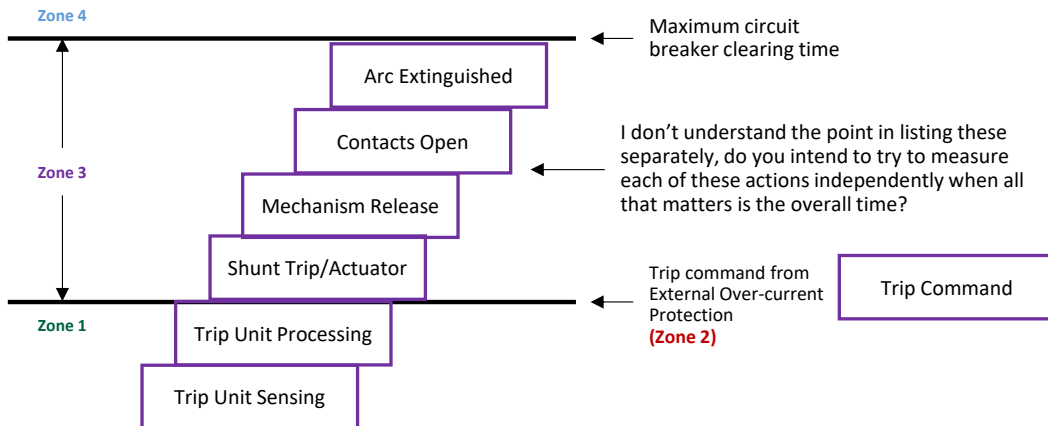 Zone 4
Maximum circuit
breaker clearing time
Arc Extinguished
Contacts Open
I don’t understand the point in listing these
separately, do you intend to try to measure
each of these actions independently when all
that matters is the overall time?
Zone 3
Mechanism Release
Shunt Trip/Actuator
Trip command from
External Over-current
Protection
(Zone 2)
Trip Command
Zone 1
Trip Unit Processing
Trip Unit Sensing